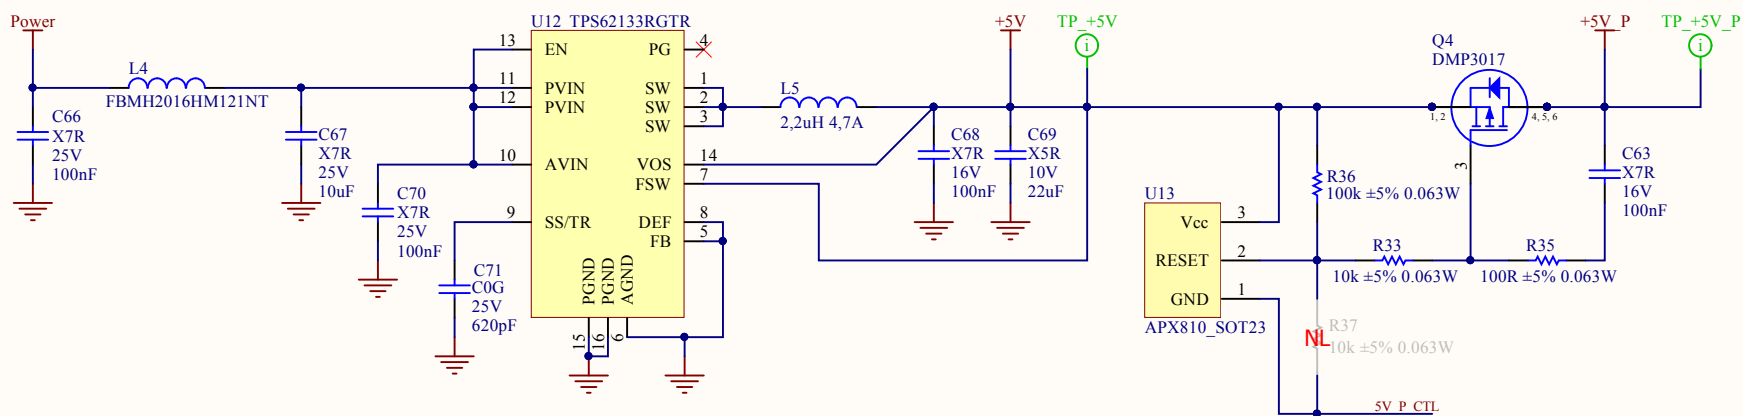 Power
L4
FBMH2016HM121NT
C66
X7R
25V
100nF
C67
X7R
25V
10uF
C70
X7R
25V
100nF
C71
C0G
25V
620pF
U12 TPS62133RGTR
13
EN
11
PVIN
12
PVIN
10
AVIN
9
SS/TR
PG
4
SW
1
SW
2
SW
3
VOS
14
FSW
7
DEF
8
FB
5
PGND
PGND
AGND
15
16
6
L5
2,2uH 4,7A
+5V
TP_+5V
i
C68
X7R
16V
100nF
C69
X5R
10V
22uF
U13
Vcc
3
RESET
2
GND
1
APX810_SOT23
R36
100k ±5% 0.063W
R33
10k ±5% 0.063W
R37
NL
10k ±5% 0.063W
5V_P_CTL
Q4
DMP3017
1, 2
4, 5, 6
3
R35
100R ±5% 0.063W
+5V_P
TP_+5V_P
i
C63
X7R
16V
100nF